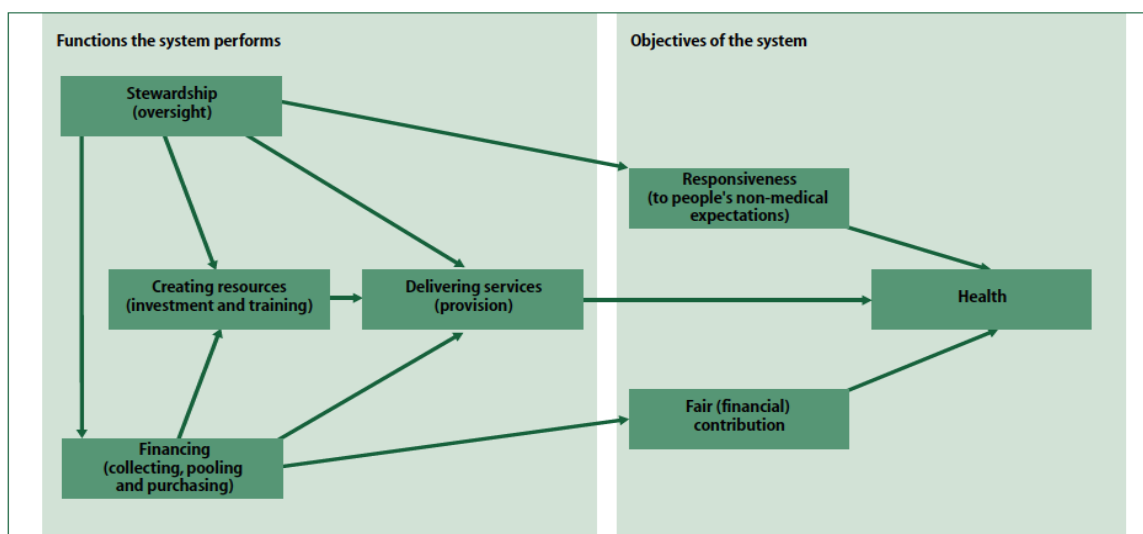 Functions the system performs
Objectives of the system
Stewardship
(oversight)
Responsiveness
(to people's non-medical
expectations)
Creating resources
(investment and training)
Delivering services
(provision)
Health
Fair (financial)
contribution
Financing
(collecting, pooling
and purchasing)